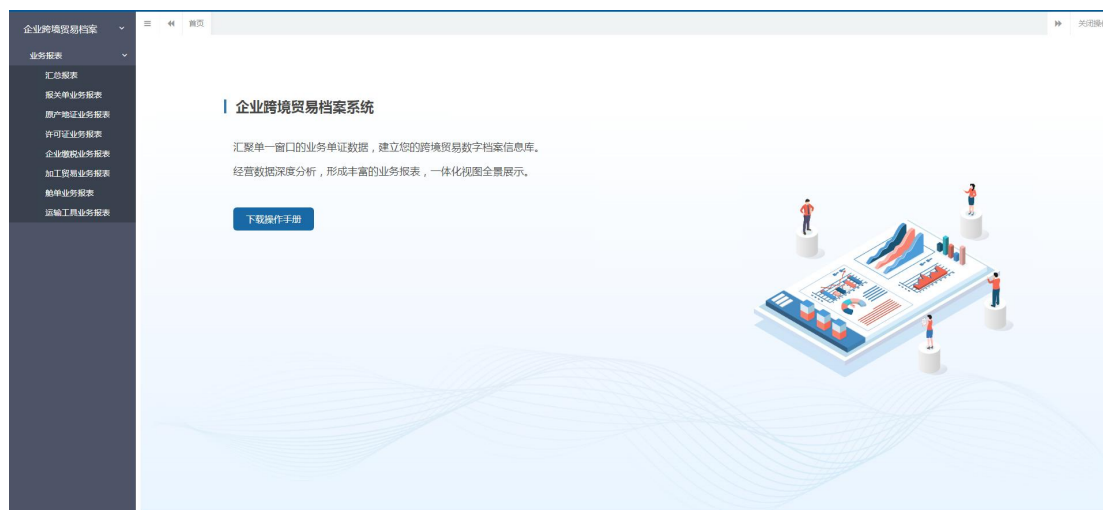 企业跨境贸易档案
首页
关闭操
业务报表
汇总报表
报关单业务报表
原产地证业务报表
许可证业务报表
企业缴税业务报表
加工贸易业务报表
舱单业务报表
运输工具业务报表
企业跨境贸易档案系统
汇聚单一窗口的业务单证数据，建立您的跨境贸易数字档案信息库。
经营数据深度分析，形成丰富的业务报表，一体化视图全景展示。
下载操作手册